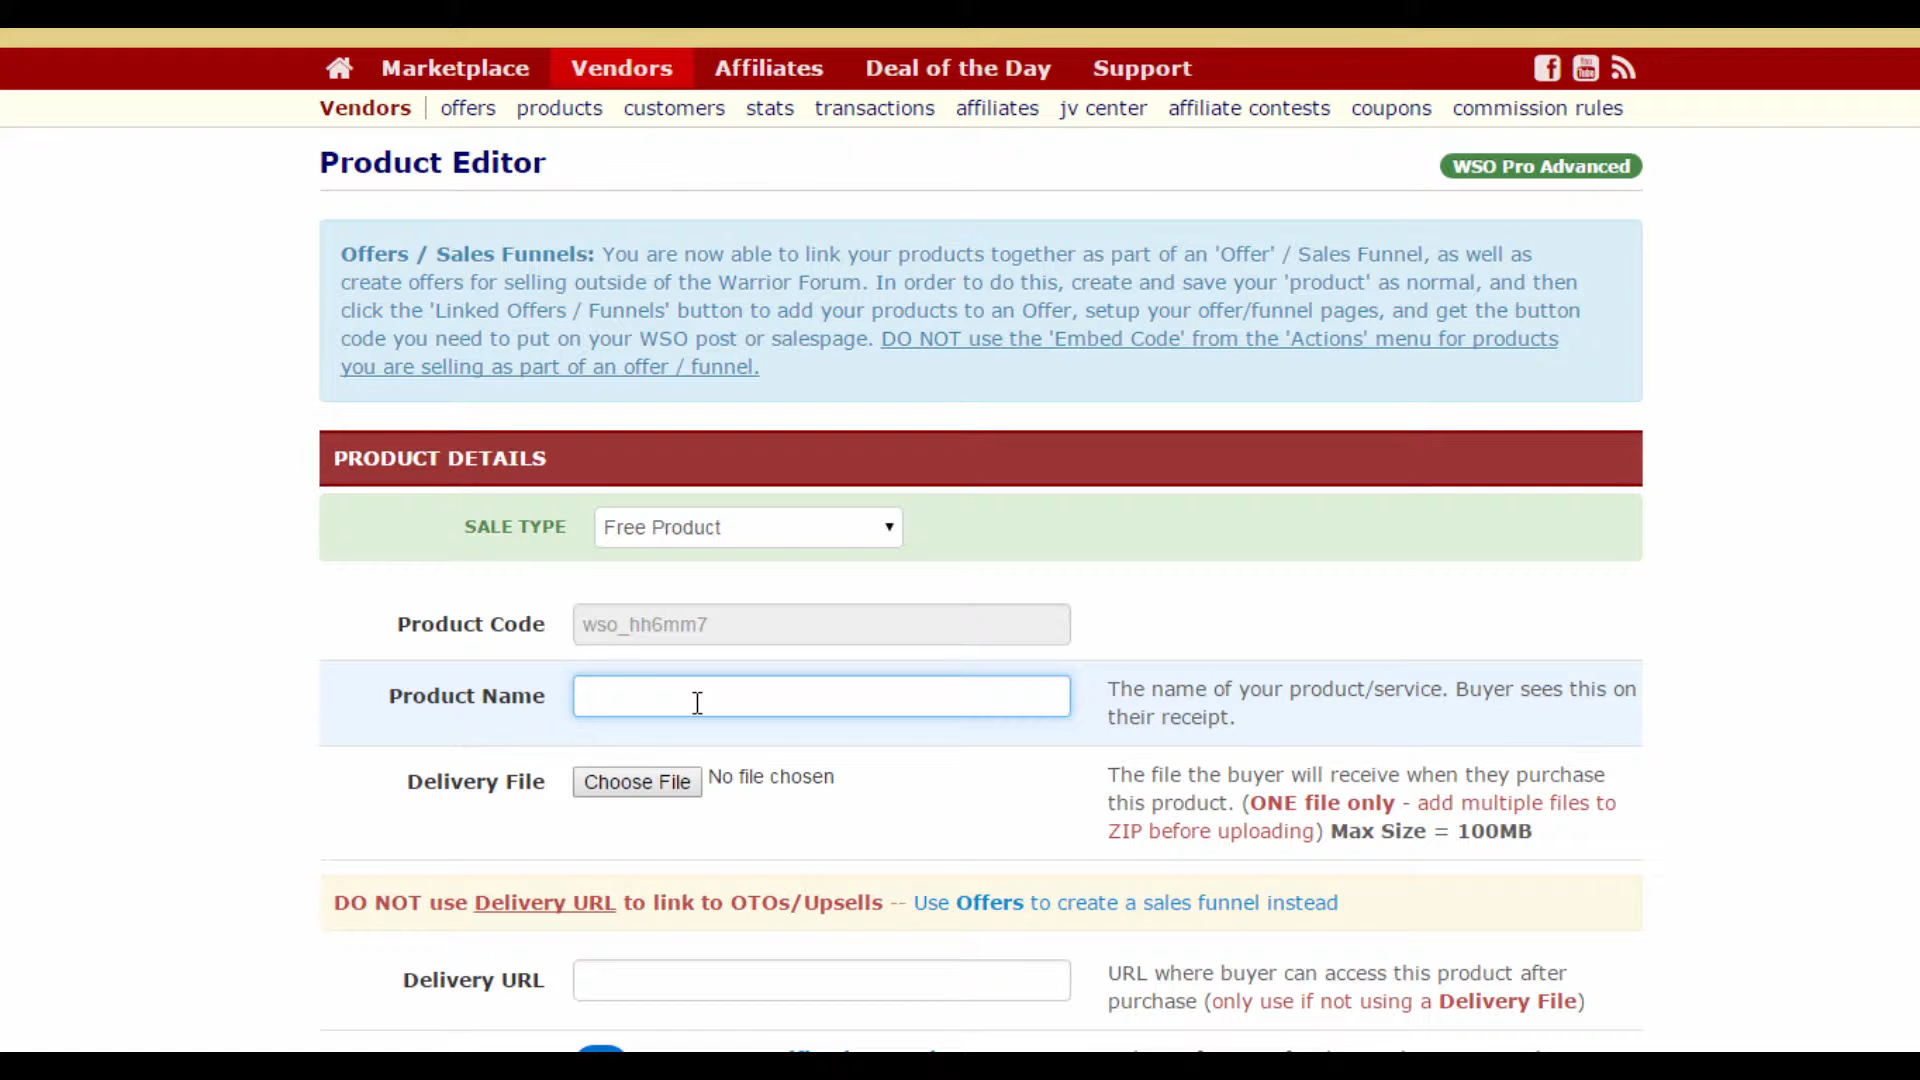 Marketplace Vendors Affiliates Deal of the Day Support
Vendors offers products customers stats transactions affiliates jv center affiliate contests coupons commission rules
Product Editor
WSO Pro Advanced
Offers / Sales Funnels: You are now able to link your products together as part of an 'Offer' / Sales Funnel, as well as
create offers for selling outside of the Warrior Forum. In order to do this, create and save your 'product' as normal, and then
click the 'Linked Offers / Funnels' button to add your products to an Offer, setup your offer/funnel pages, and get the button
code you need to put on your WSO post or salespage. DO NOT use the 'Embed Code' from the 'Actions' menu for products
you are selling as part of an offer / funnel.
PRODUCT DETAILS
SALE TYPE Free Product
Product Code wso_hh6mm7
Product Name
The name of your product/service. Buyer sees this on
their receipt.
Delivery File Choose File No file chosen
The file the buyer will receive when they purchase
this product. (ONE file only - add multiple files to
ZIP before uploading) Max Size = 100MB
DO NOT use Delivery URL to link to OTOs/Upsells -- Use Offers to create a sales funnel instead
Delivery URL
URL where buyer can access this product after
purchase (only use if not using a Delivery File)